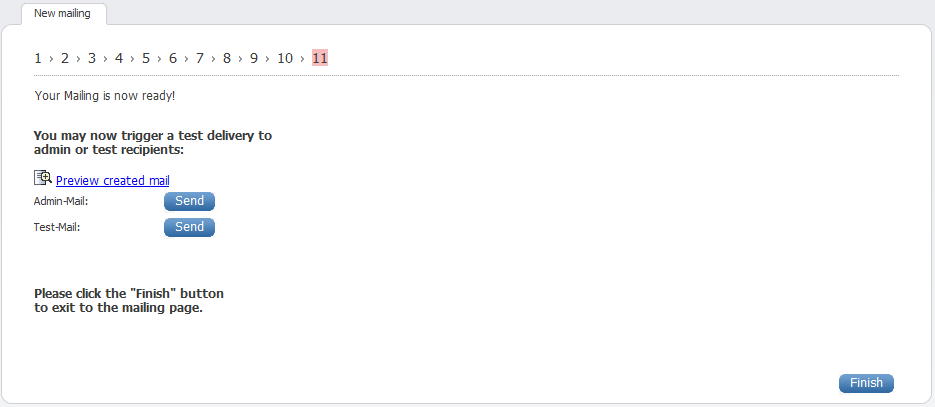 New mailing
1 › 2 › 3 › 4 › 5 › 6 › 7 › 8 › 9 › 10 › 11
Your Mailing is now ready!
You may now trigger a test delivery to
admin or test recipients:
Preview created mail
Admin-Mail: Send
Test-Mail: Send
Please click the "Finish" button
to exit to the mailing page.
Finish